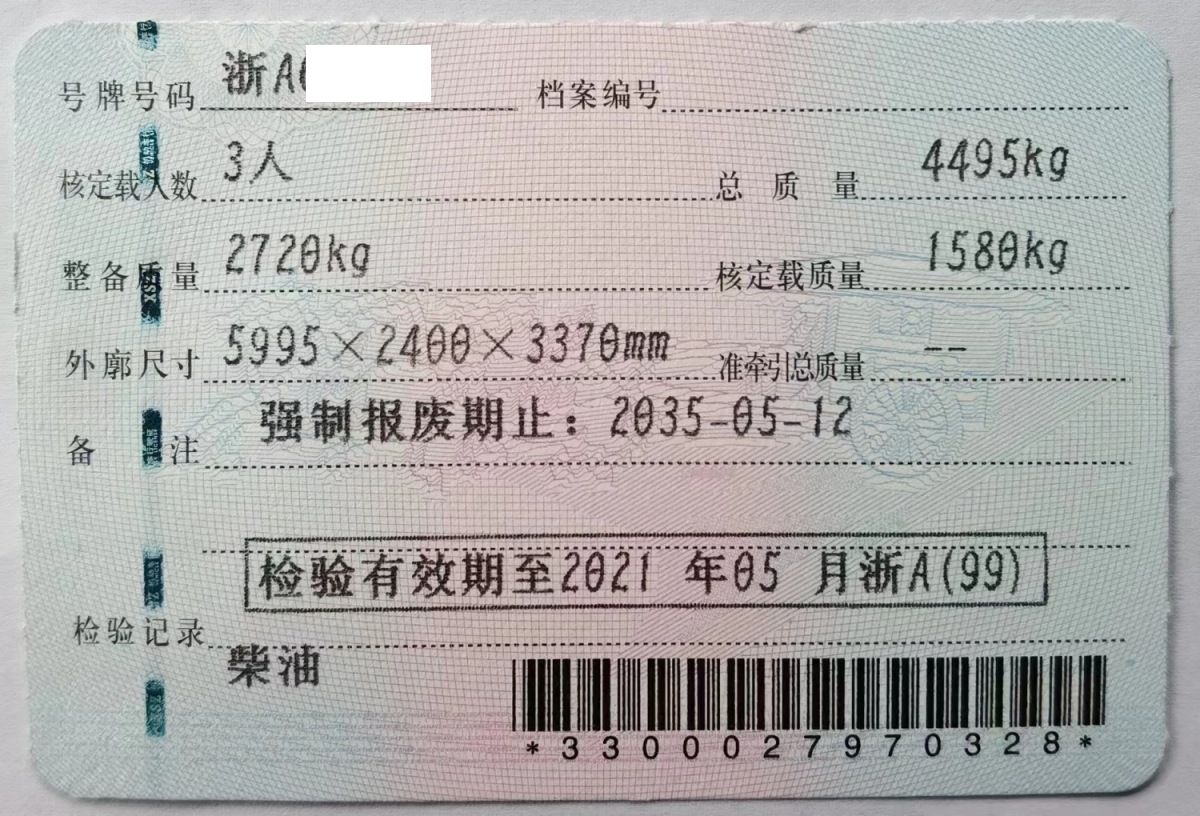 号牌号码 浙A 档案编号
核定载人数 3人 总质量 4495kg
整备质量 2720kg 核定载质量 1580kg
外廓尺寸 5995×2400×3370mm 准牵引总质量 --
备注 强制报废期止：2035-05-12
检验有效期至2021 年05 月浙A(99)
检验记录
柴油
*3300027970328*